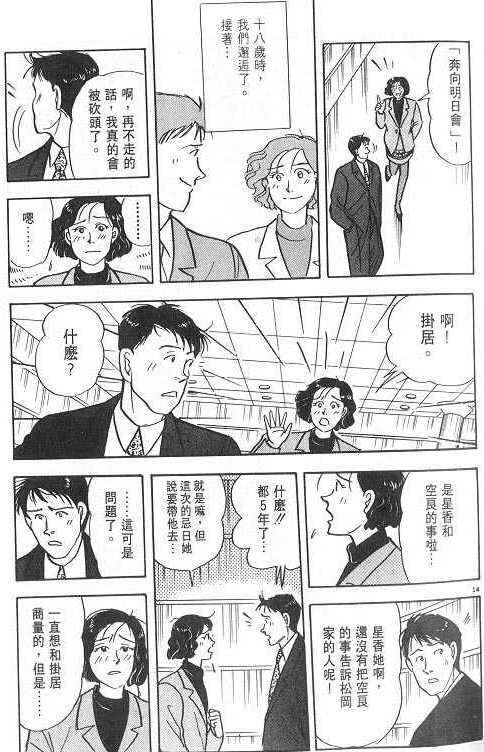 「奔向明日會」！
十八歲時，
我們邂逅了。
接著…
啊，再不走的
話，我真的會
被砍頭了。
………
嗯……
啊！
掛居。
什麼？
是星香和
空良的事啦…
什麼!!
都5年了…
就是嘛，但
這次的忌日她
說要帶他去…
……這可是
問題了。
14
星香她啊，
還沒有把空良
的事告訴松岡
家的人呢！
一直想和掛居
商量的，但是……